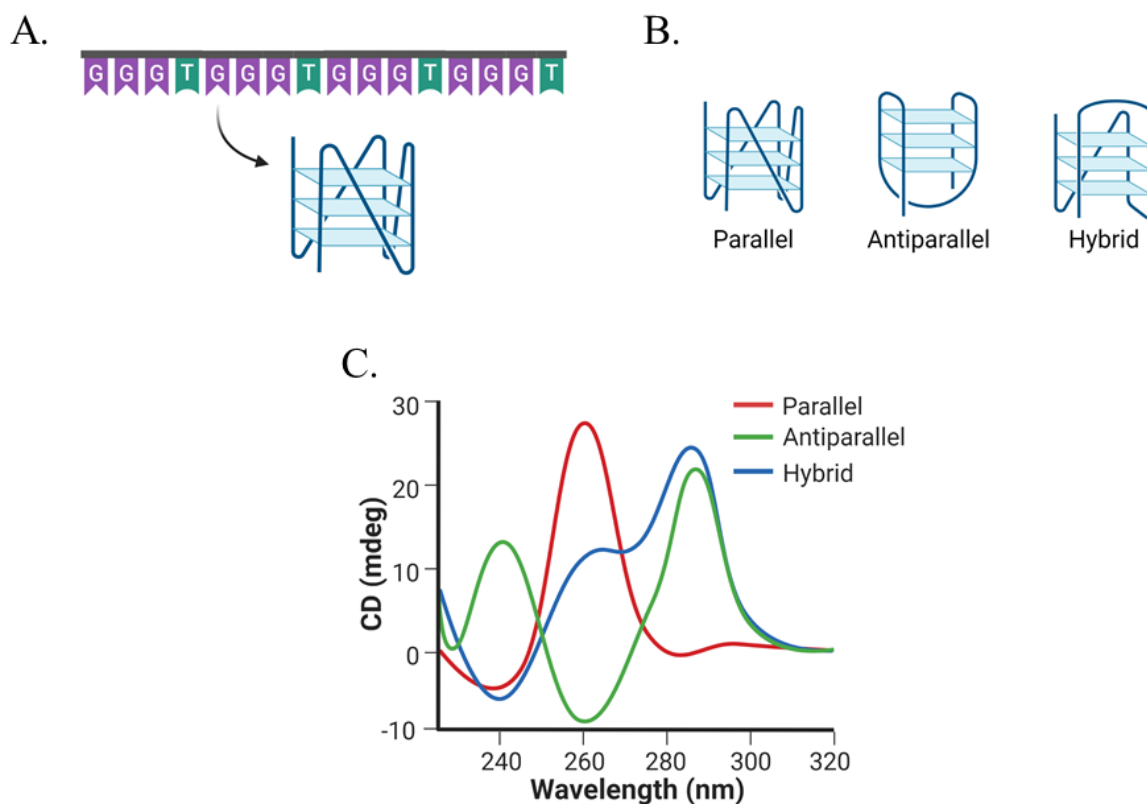 A.
G G G T G G G T G G G T G G G T
B.
Parallel
Antiparallel
Hybrid
C.
30
20
10
0
-10
CD (mdeg)
Parallel
Antiparallel
Hybrid
240
260
280
300
320
Wavelength (nm)